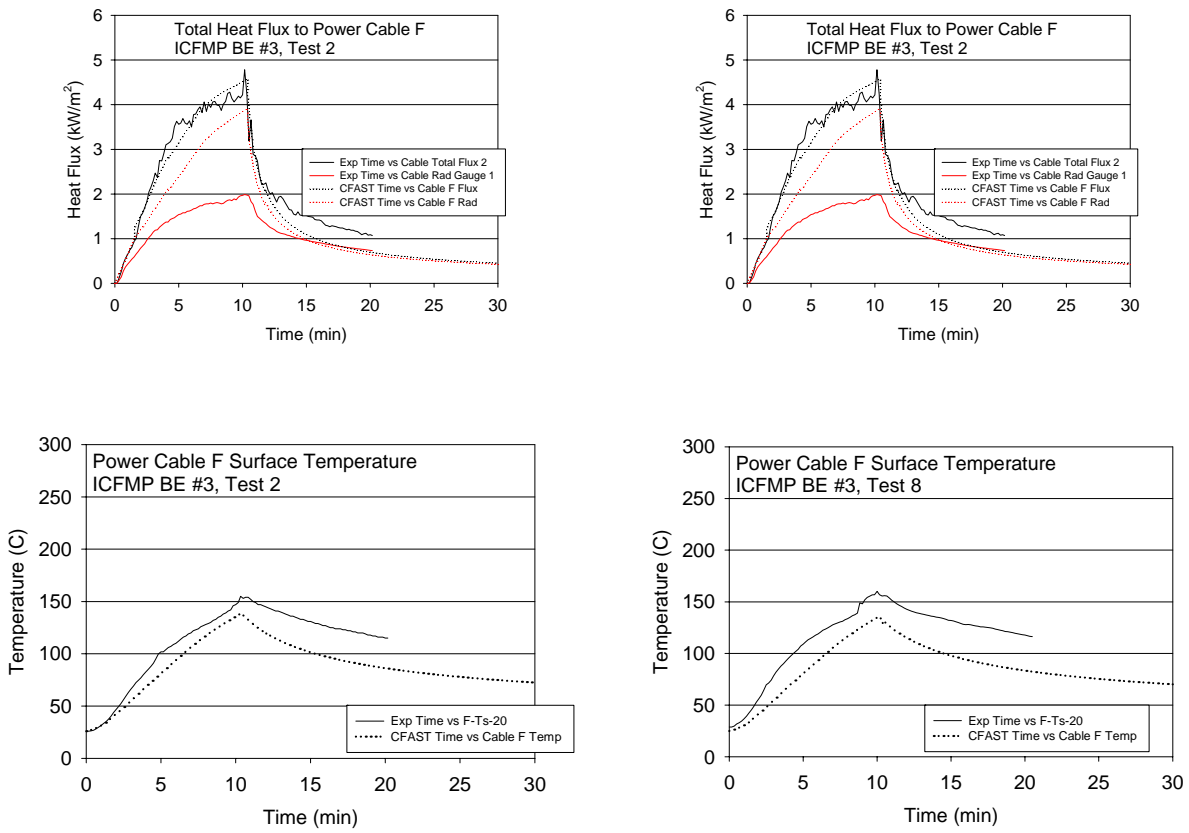 Total Heat Flux to Power Cable F
ICFMP BE #3, Test 2
6
5
4
3
2
1
0
Heat Flux (kW/m²)
Exp Time vs Cable Total Flux 2
Exp Time vs Cable Rad Gauge 1
CFAST Time vs Cable F Flux
CFAST Time vs Cable F Rad
0 5 10 15 20 25 30
Time (min)
Total Heat Flux to Power Cable F
ICFMP BE #3, Test 2
6
5
4
3
2
1
0
Heat Flux (kW/m²)
Exp Time vs Cable Total Flux 2
Exp Time vs Cable Rad Gauge 1
CFAST Time vs Cable F Flux
CFAST Time vs Cable F Rad
0 5 10 15 20 25 30
Time (min)
Power Cable F Surface Temperature
ICFMP BE #3, Test 2
300
250
200
150
100
50
0
Temperature (C)
Exp Time vs F-Ts-20
CFAST Time vs Cable F Temp
0 5 10 15 20 25 30
Time (min)
Power Cable F Surface Temperature
ICFMP BE #3, Test 8
300
250
200
150
100
50
0
Temperature (C)
Exp Time vs F-Ts-20
CFAST Time vs Cable F Temp
0 5 10 15 20 25 30
Time (min)